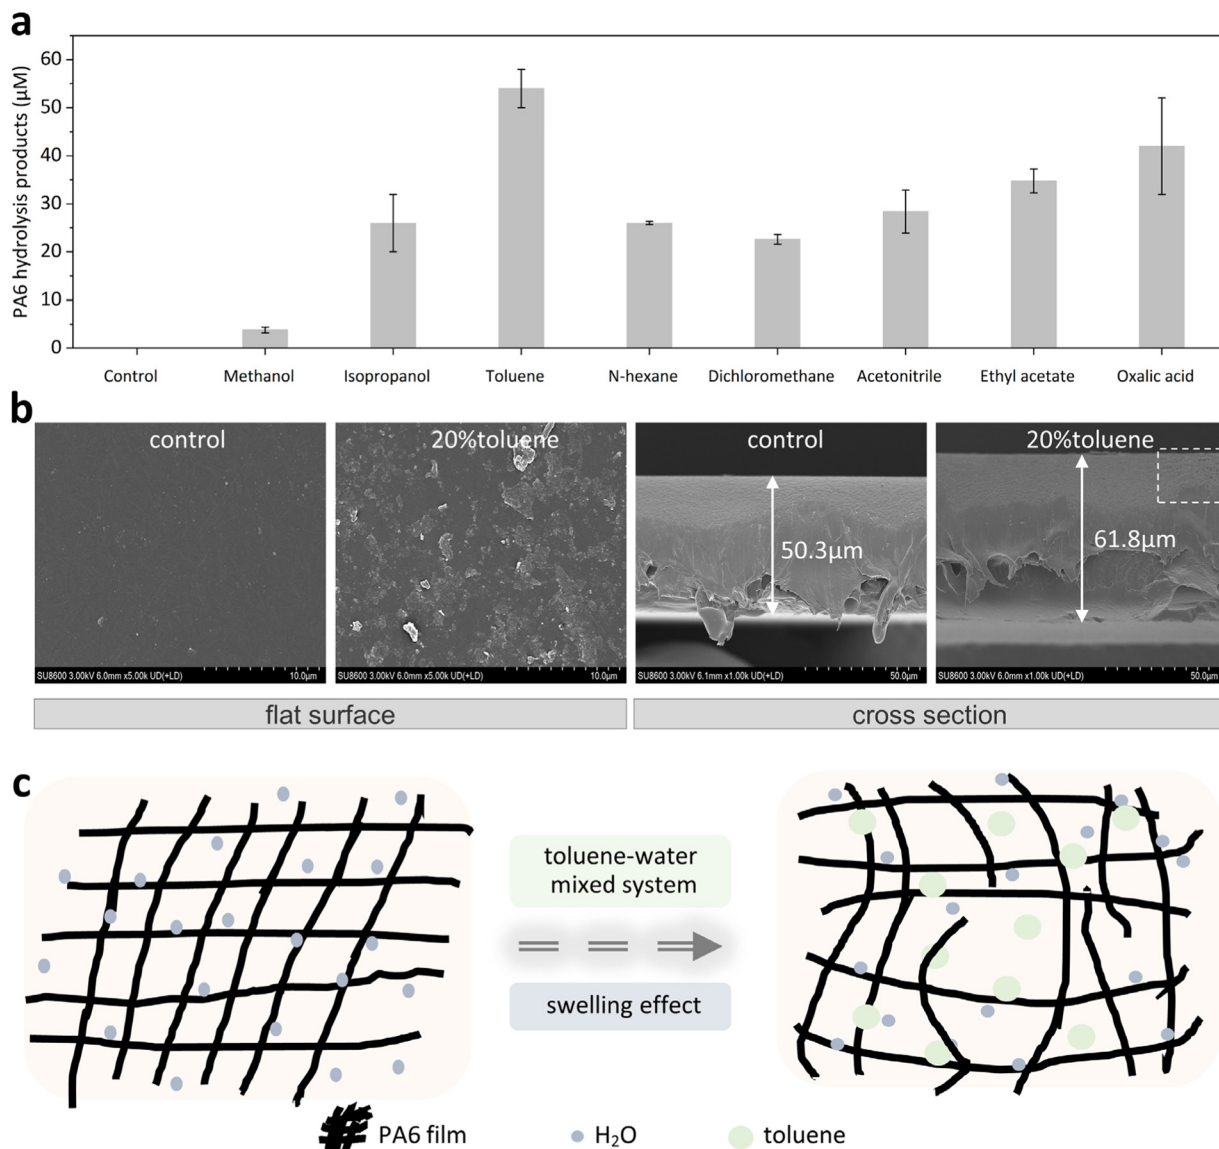 a
PA6 hydrolysis products (µM)
60
50
40
30
20
10
0
Control Methanol Isopropanol Toluene N-hexane Dichloromethane Acetonitrile Ethyl acetate Oxalic acid
b
control
20%toluene
control
20%toluene
50.3µm
61.8µm
SU8600 3.00kV 6.0mm x5.00k UD(+LD) 10.0µm
SU8600 3.00kV 6.0mm x5.00k UD(+LD) 10.0µm
SU8600 3.00kV 6.1mm x1.00k UD(+LD) 50.0µm
SU8600 3.00kV 6.0mm x1.00k UD(+LD) 50.0µm
flat surface
cross section
c
toluene-water
mixed system
swelling effect
PA6 film
H₂O
toluene